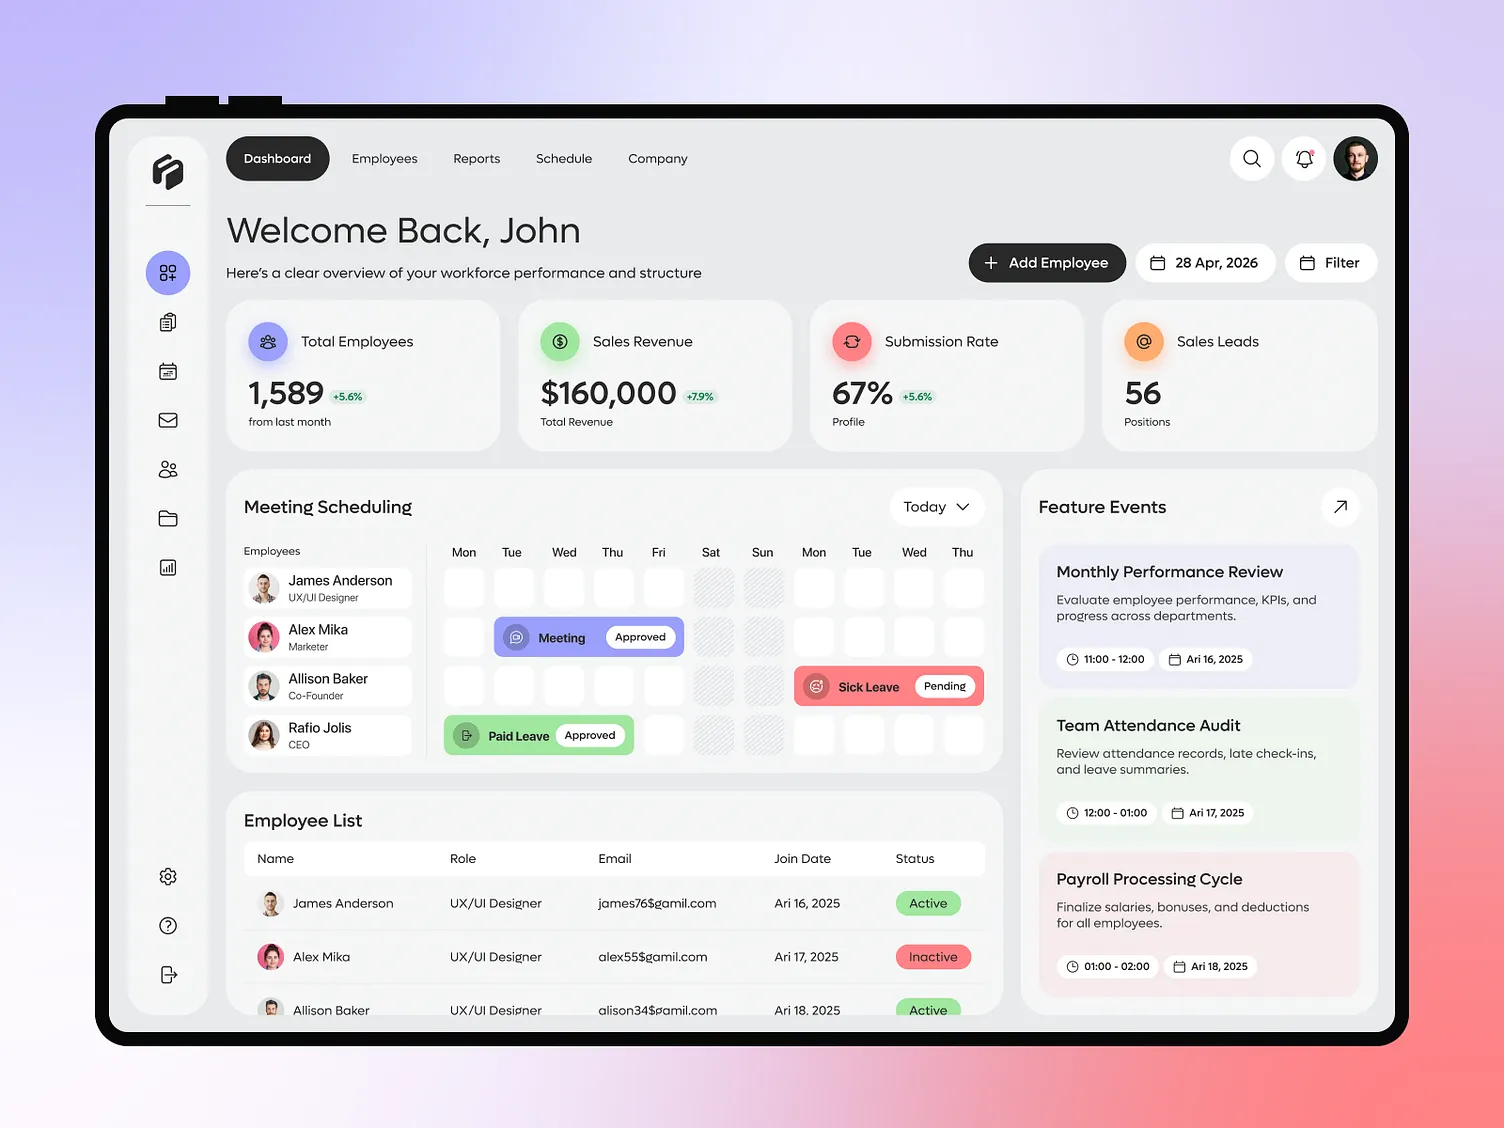 Dashboard
Employees
Reports
Schedule
Company
Welcome Back, John
Here's a clear overview of your workforce performance and structure
Add Employee
28 Apr, 2026
Filter
Total Employees
1,589 +5.6%
from last month
Sales Revenue
$160,000 +7.9%
Total Revenue
Submission Rate
67% +5.6%
Profile
Sales Leads
56
Positions
Meeting Scheduling
Today
Employees
Mon Tue Wed Thu Fri Sat Sun Mon Tue Wed Thu
James Anderson
UX/UI Designer
Alex Mika
Marketer
Meeting Approved
Allison Baker
Co-Founder
Sick Leave Pending
Rafio Jolis
CEO
Paid Leave Approved
Feature Events
Monthly Performance Review
Evaluate employee performance, KPIs, and
progress across departments.
11:00 - 12:00
Ari 16, 2025
Team Attendance Audit
Review attendance records, late check-ins,
and leave summaries.
12:00 - 01:00
Ari 17, 2025
Payroll Processing Cycle
Finalize salaries, bonuses, and deductions
for all employees.
01:00 - 02:00
Ari 18, 2025
Employee List
Name Role Email Join Date Status
James Anderson UX/UI Designer james76$gamil.com Ari 16, 2025 Active
Alex Mika UX/UI Designer alex55$gamil.com Ari 17, 2025 Inactive
Allison Baker UX/UI Designer alison34$gamil.com Ari 18, 2025 Active